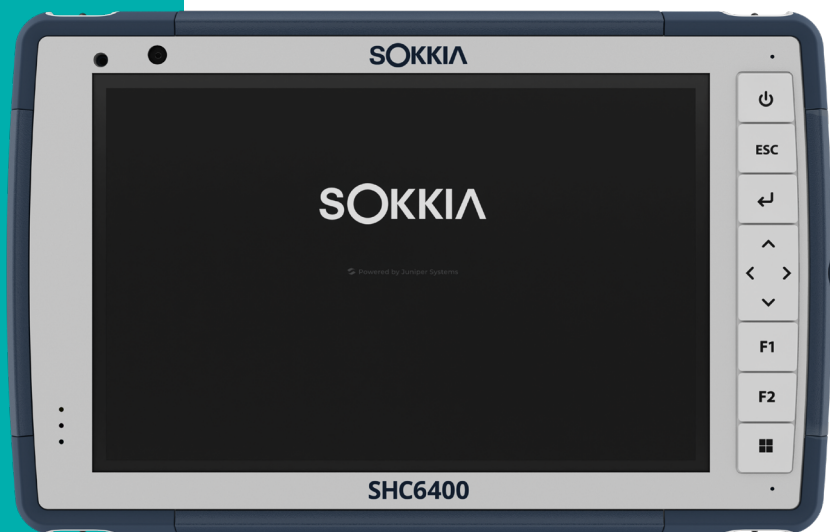 SOKKIA
ESC
SOKKIA
Powered by Juniper Systems
F1
F2
SHC6400